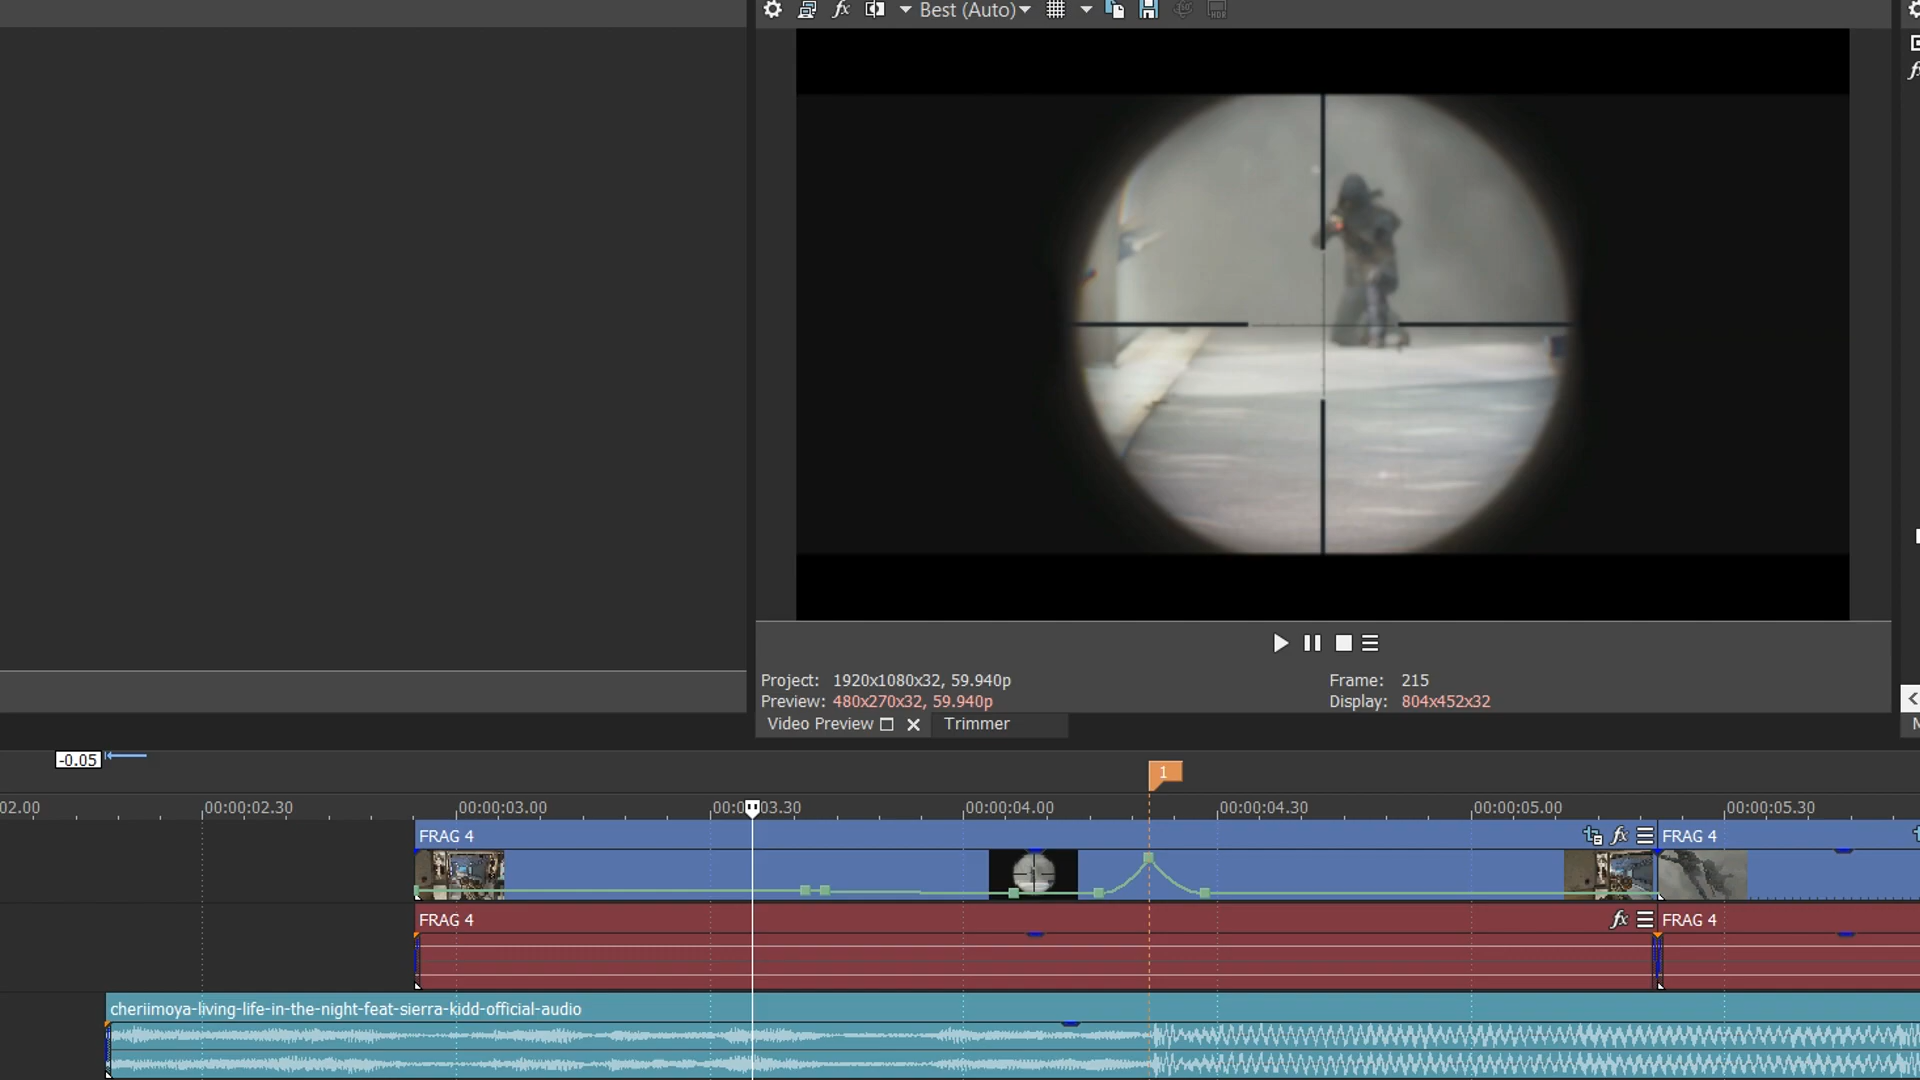 fx Best (Auto)
Project: 1920x1080x32, 59.940p
Frame: 215
Preview: 480x270x32, 59.940p
Display: 804x452x32
Video Preview Trimmer
-0.05
1
02.00 00:00:02.30 00:00:03.00 00:00:03.30 00:00:04.00 00:00:04.30 00:00:05.00 00:00:05.30
FRAG 4 fx FRAG 4
FRAG 4 fx FRAG 4
cheriimoya-living-life-in-the-night-feat-sierra-kidd-official-audio